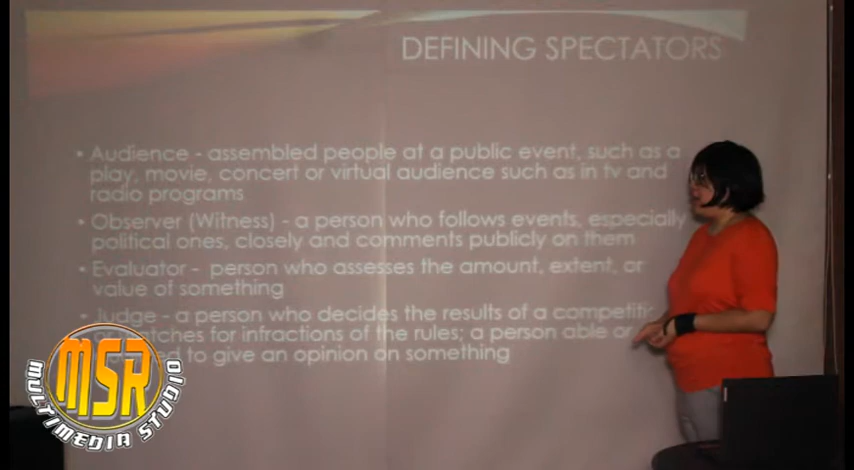 DEFINING SPECTATORS
• Audience - assembled people at a public event, such as a
play, movie, concert or virtual audience such as in tv and
radio programs
• Observer (Witness) - a person who follows events, especially
political ones, closely and comments publicly on them
• Evaluator - person who assesses the amount, extent, or
value of something
• Judge - a person who decides the results of a
for infractions of the rules; a person able or
to give an opinion on something
MSR
MULTIMEDIA STUDIO